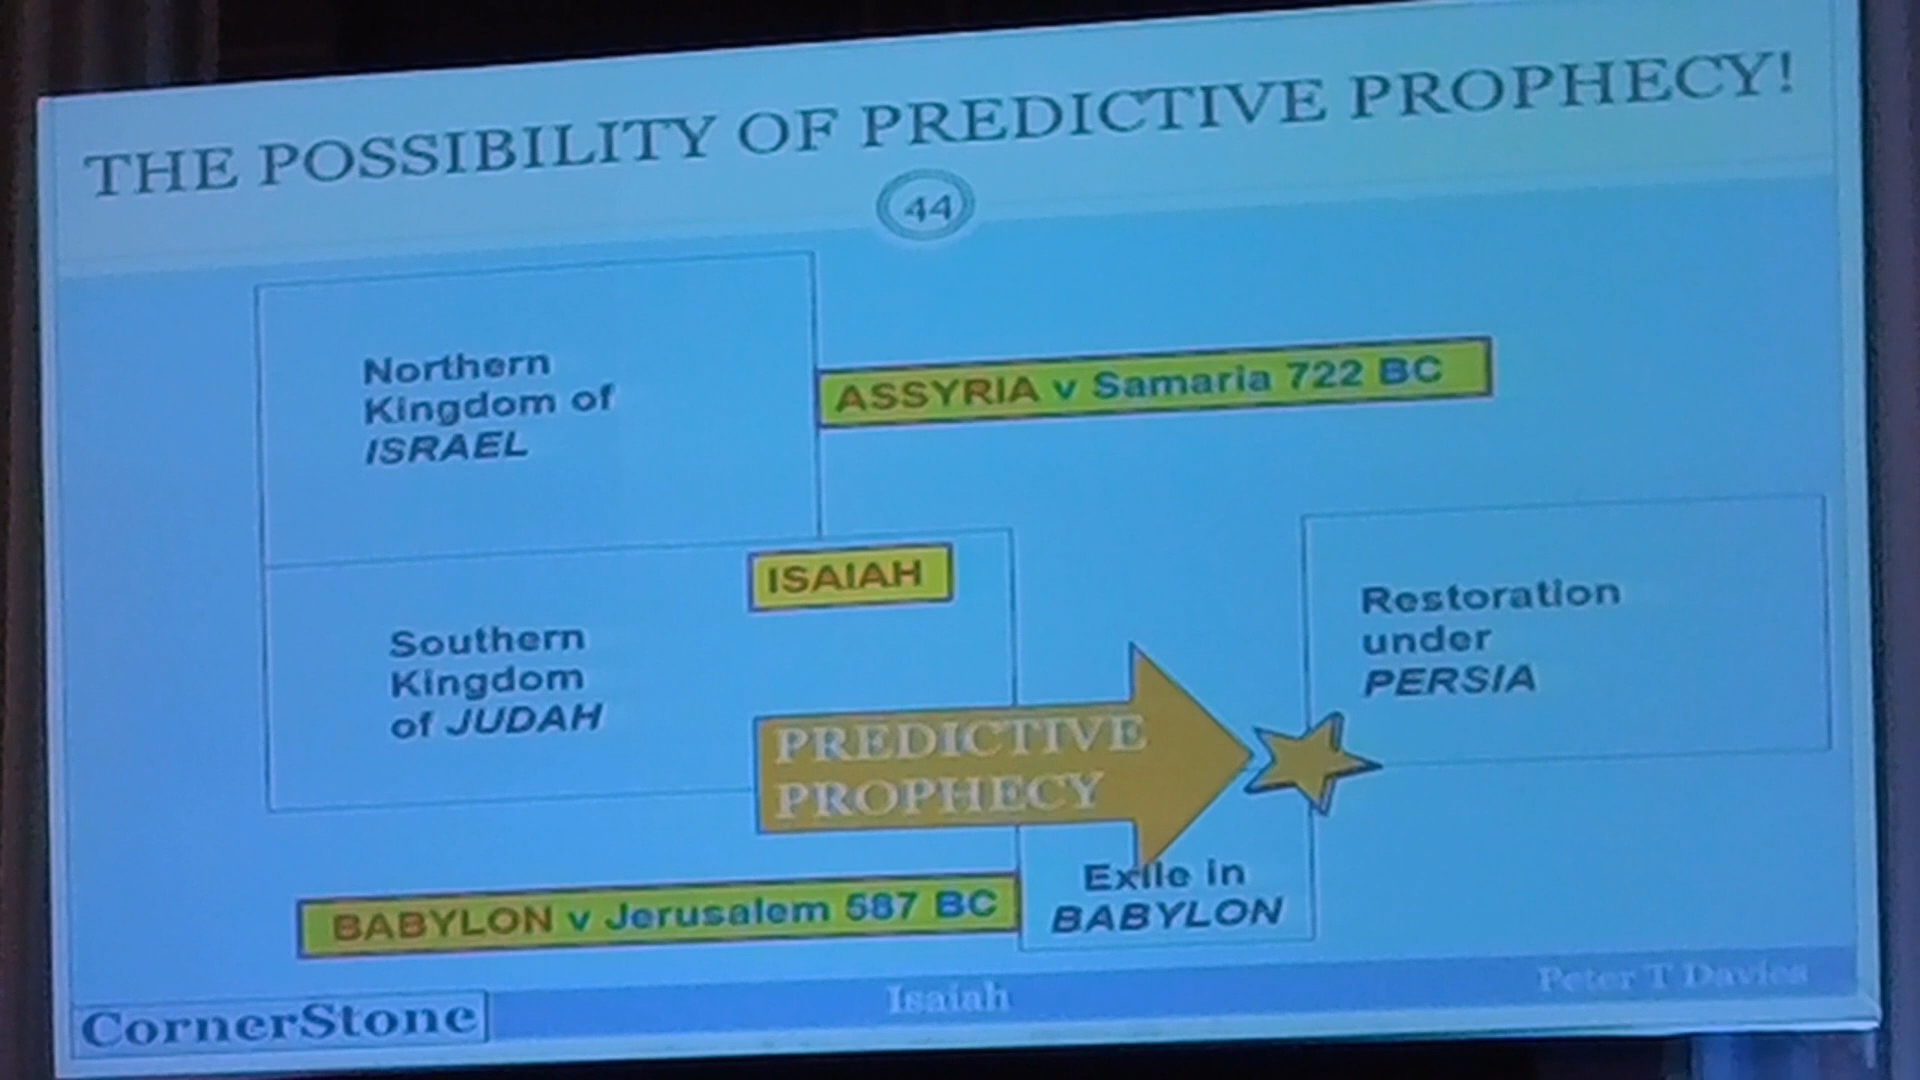 THE POSSIBILITY OF PREDICTIVE PROPHECY!
44
Northern
Kingdom of
ISRAEL
ASSYRIA v Samaria 722 BC
ISAIAH
Southern
Kingdom
of JUDAH
Restoration
under
PERSIA
PREDICTIVE
PROPHECY
Exile in
BABYLON
BABYLON v Jerusalem 587 BC
CornerStone
Isaiah
Peter T Davies